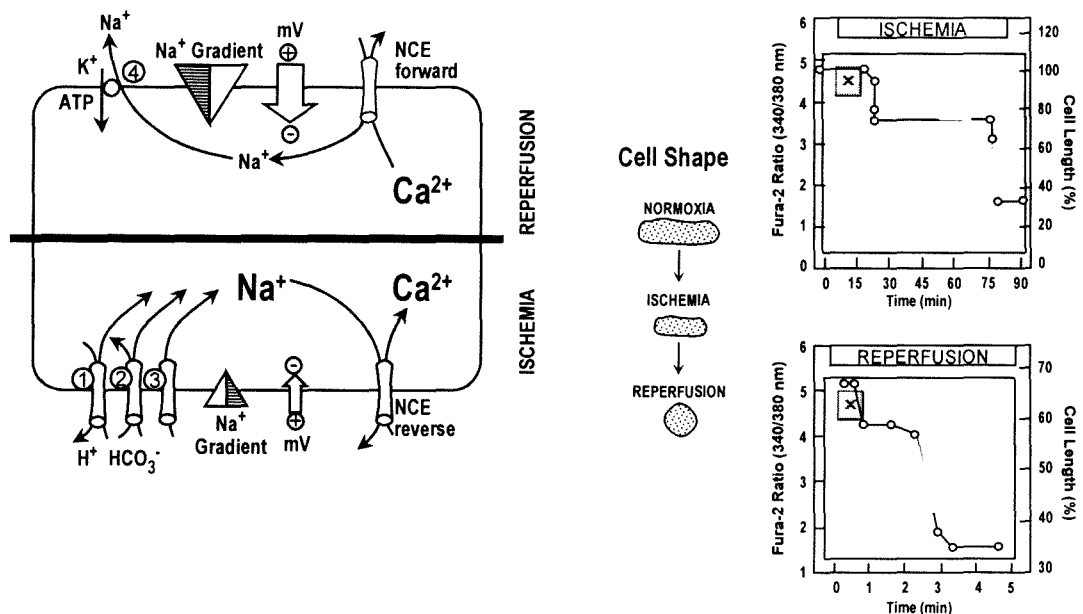 Na⁺
K⁺
ATP
④
Na⁺ Gradient
mV
⊕
⊖
NCE
forward
Na⁺
Ca²⁺
REPERFUSION
ISCHEMIA
Na⁺
Ca²⁺
①
②
③
H⁺
HCO₃⁻
Na⁺
Gradient
⊖
⊕
mV
NCE
reverse
Cell Shape
NORMOXIA
ISCHEMIA
REPERFUSION
ISCHEMIA
Fura-2 Ratio (340/380 nm)
6
5
4
3
2
1
0
×
Cell Length (%)
120
100
80
60
40
20
0
0 15 30 45 60 75 90
Time (min)
REPERFUSION
Fura-2 Ratio (340/380 nm)
6
5
4
3
2
1
×
Cell Length (%)
70
60
50
40
30
0 1 2 3 4 5
Time (min)